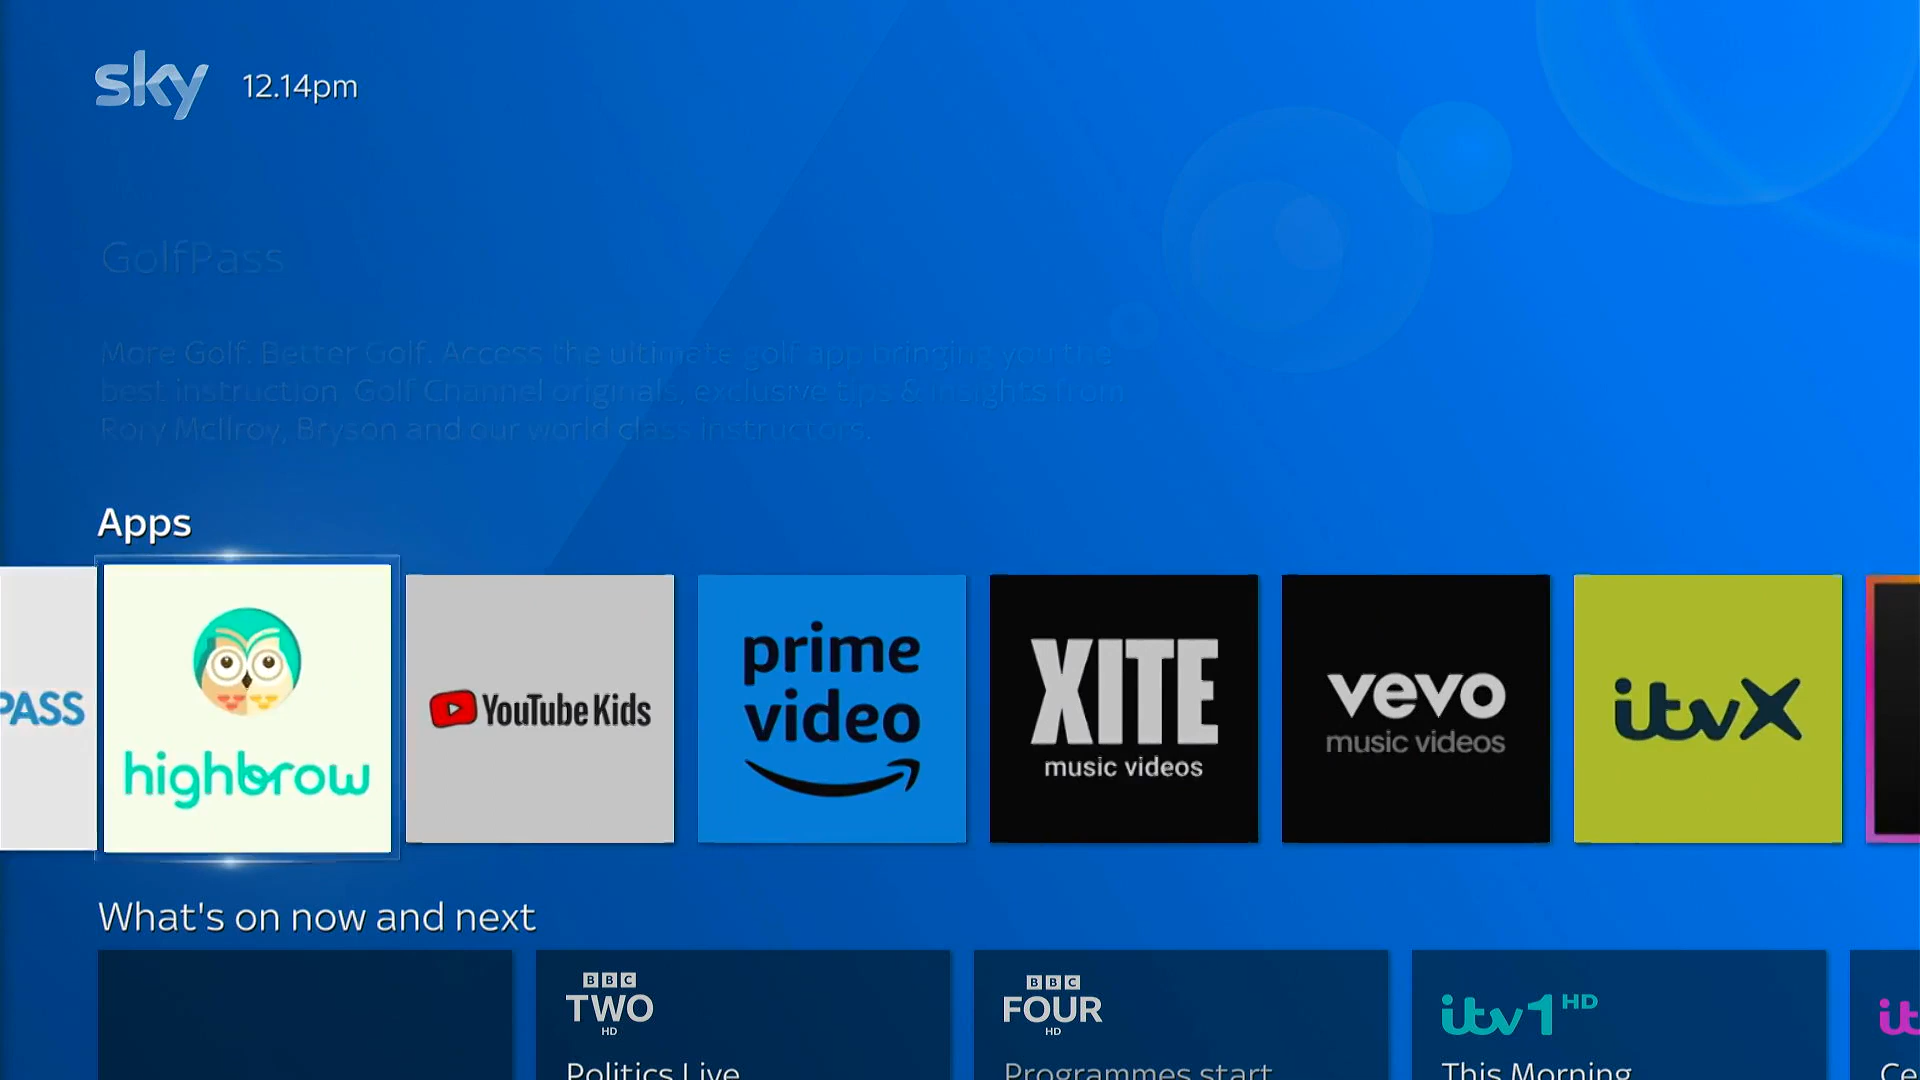 sky 12.14pm
GolfPass
More Golf. Better Golf. Access the ultimate golf app bringing you the
best instruction, Golf Channel originals, exclusive tips & insights from
Rory McIlroy, Bryson and our world class instructors.
Apps
PASS
highbrow
YouTube Kids
prime
video
XITE
music videos
vevo
music videos
itvX
What's on now and next
BBC
TWO
HD
Politics Live
BBC
FOUR
HD
Programmes start
itv1 HD
This Morning
it
Ce